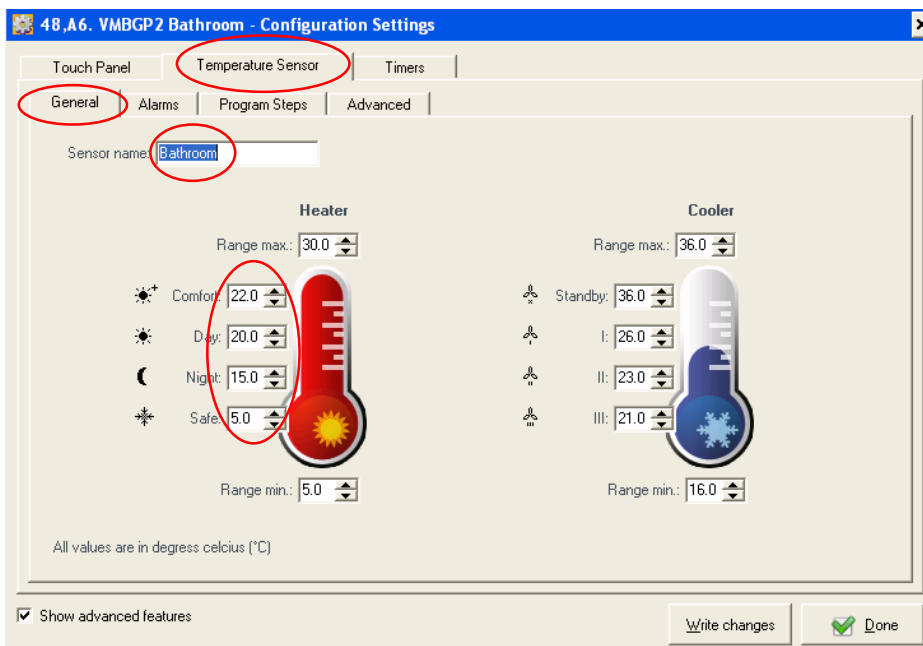 48,A6. VMBGP2 Bathroom - Configuration Settings
Touch Panel Temperature Sensor Timers
General Alarms Program Steps Advanced
Sensor name: Bathroom
Heater Cooler
Range max.: 30.0 Range max.: 36.0
Comfort: 22.0 Standby: 36.0
Day: 20.0 I: 26.0
Night: 15.0 II: 23.0
Safe: 5.0 III: 21.0
Range min.: 5.0 Range min.: 16.0
All values are in degress celcius (°C)
Show advanced features
Write changes Done